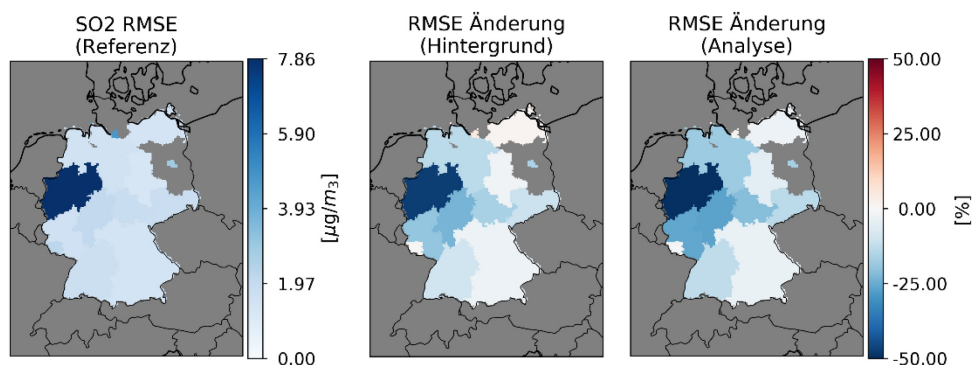 SO2 RMSE
(Referenz)
7.86
5.90
3.93
1.97
0.00
[μg/m3]
RMSE Änderung
(Hintergrund)
RMSE Änderung
(Analyse)
50.00
25.00
0.00
-25.00
-50.00
[%]